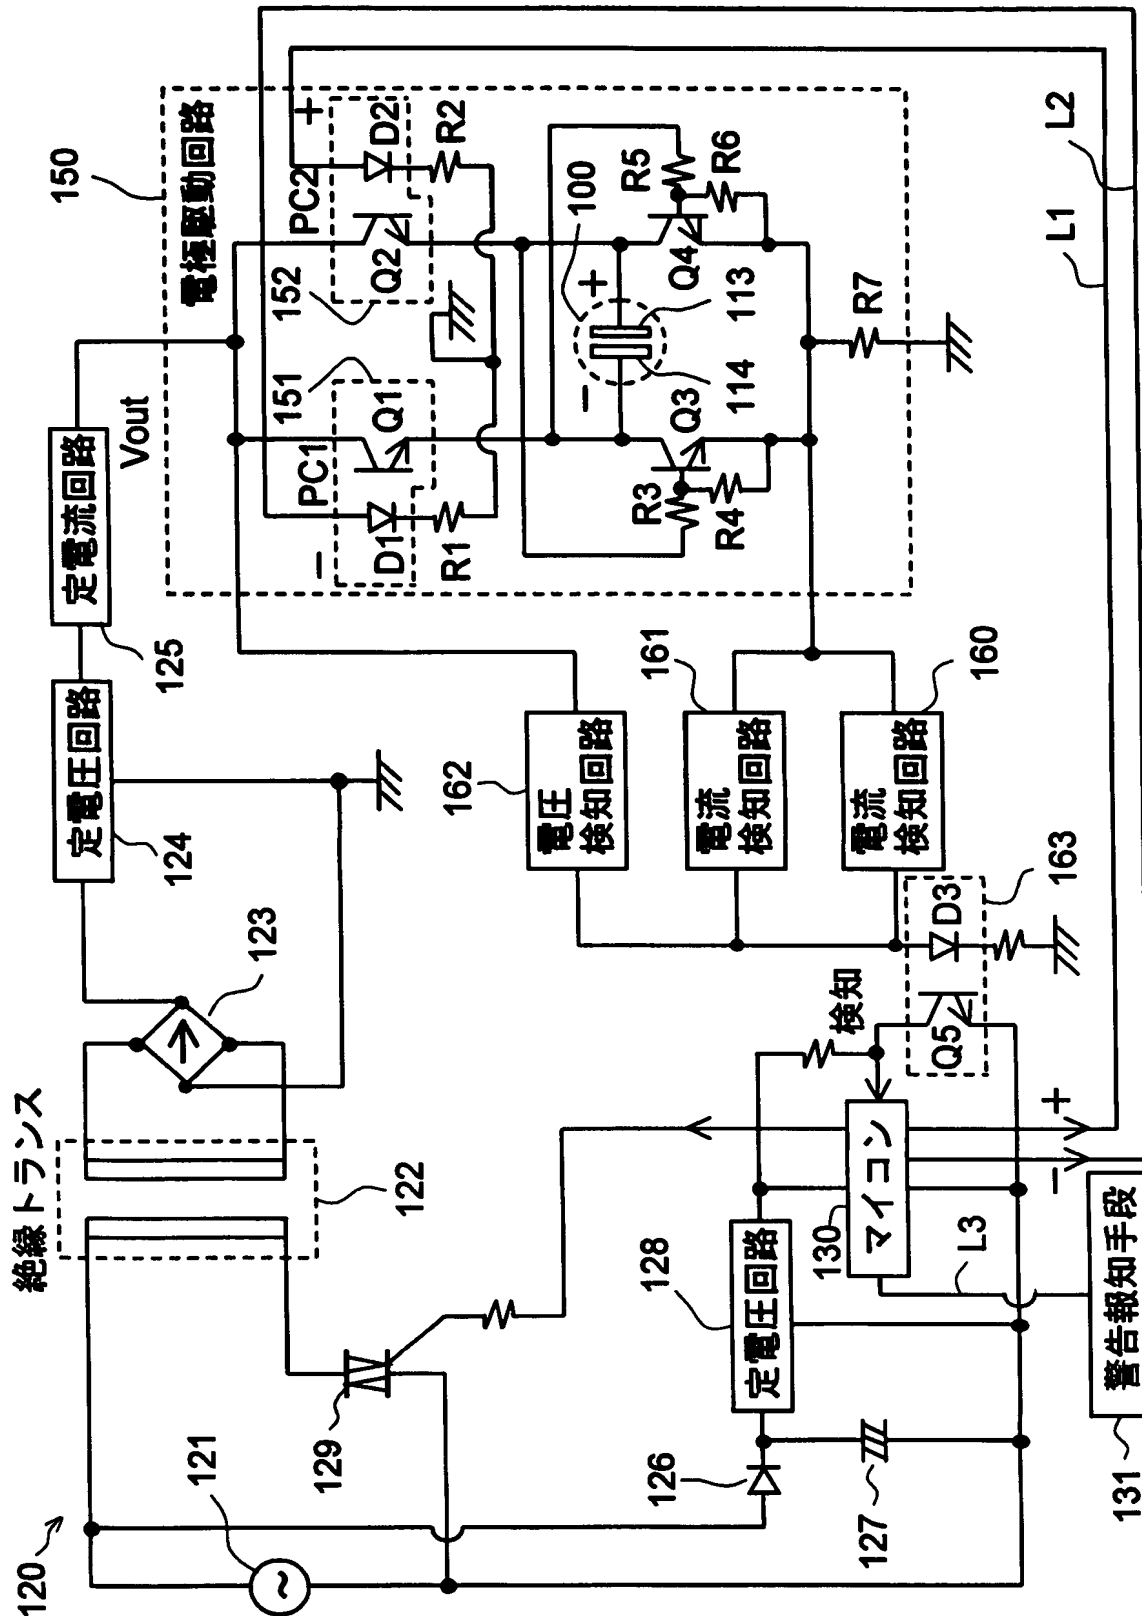 120
121
絶縁トランス
122
123
定電圧回路
124
定電流回路
125
Vout
150
電極駆動回路
−
PC1
151
152
PC2
+
D1
Q1
Q2
D2
R1
R2
100
−
+
R3
Q3
114
113
Q4
R5
R4
R6
R7
L1
L2
129
126
127
定電圧回路
128
130
マイコン
検知
電圧
検知回路
162
電流
検知回路
161
電流
検知回路
160
Q5
D3
163
−
+
L3
警告報知手段
131